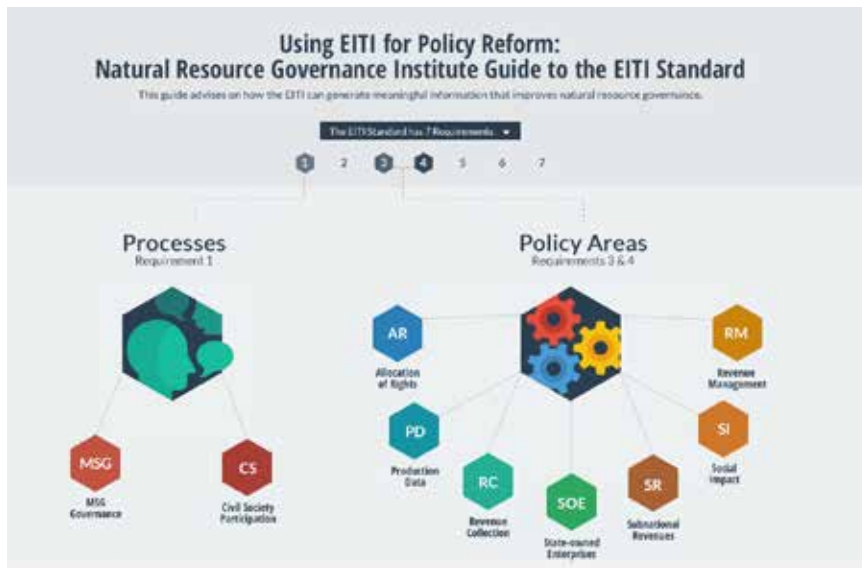 Using EITI for Policy Reform:
Natural Resource Governance Institute Guide to the EITI Standard
This guide advises on how the EITI can generate meaningful information that improves natural resource governance.
The EITI Standard has 7 Requirements
1 2 3 4 5 6 7
Processes
Requirement 1
MSG
MSG
Governance
CS
Civil Society
Participation
Policy Areas
Requirements 3 & 4
AR
Allocation
of Rights
PD
Production
Data
RC
Revenue
Collection
SOE
State-owned
Enterprises
SR
Subnational
Revenues
SI
Social
Impact
RM
Revenue
Management